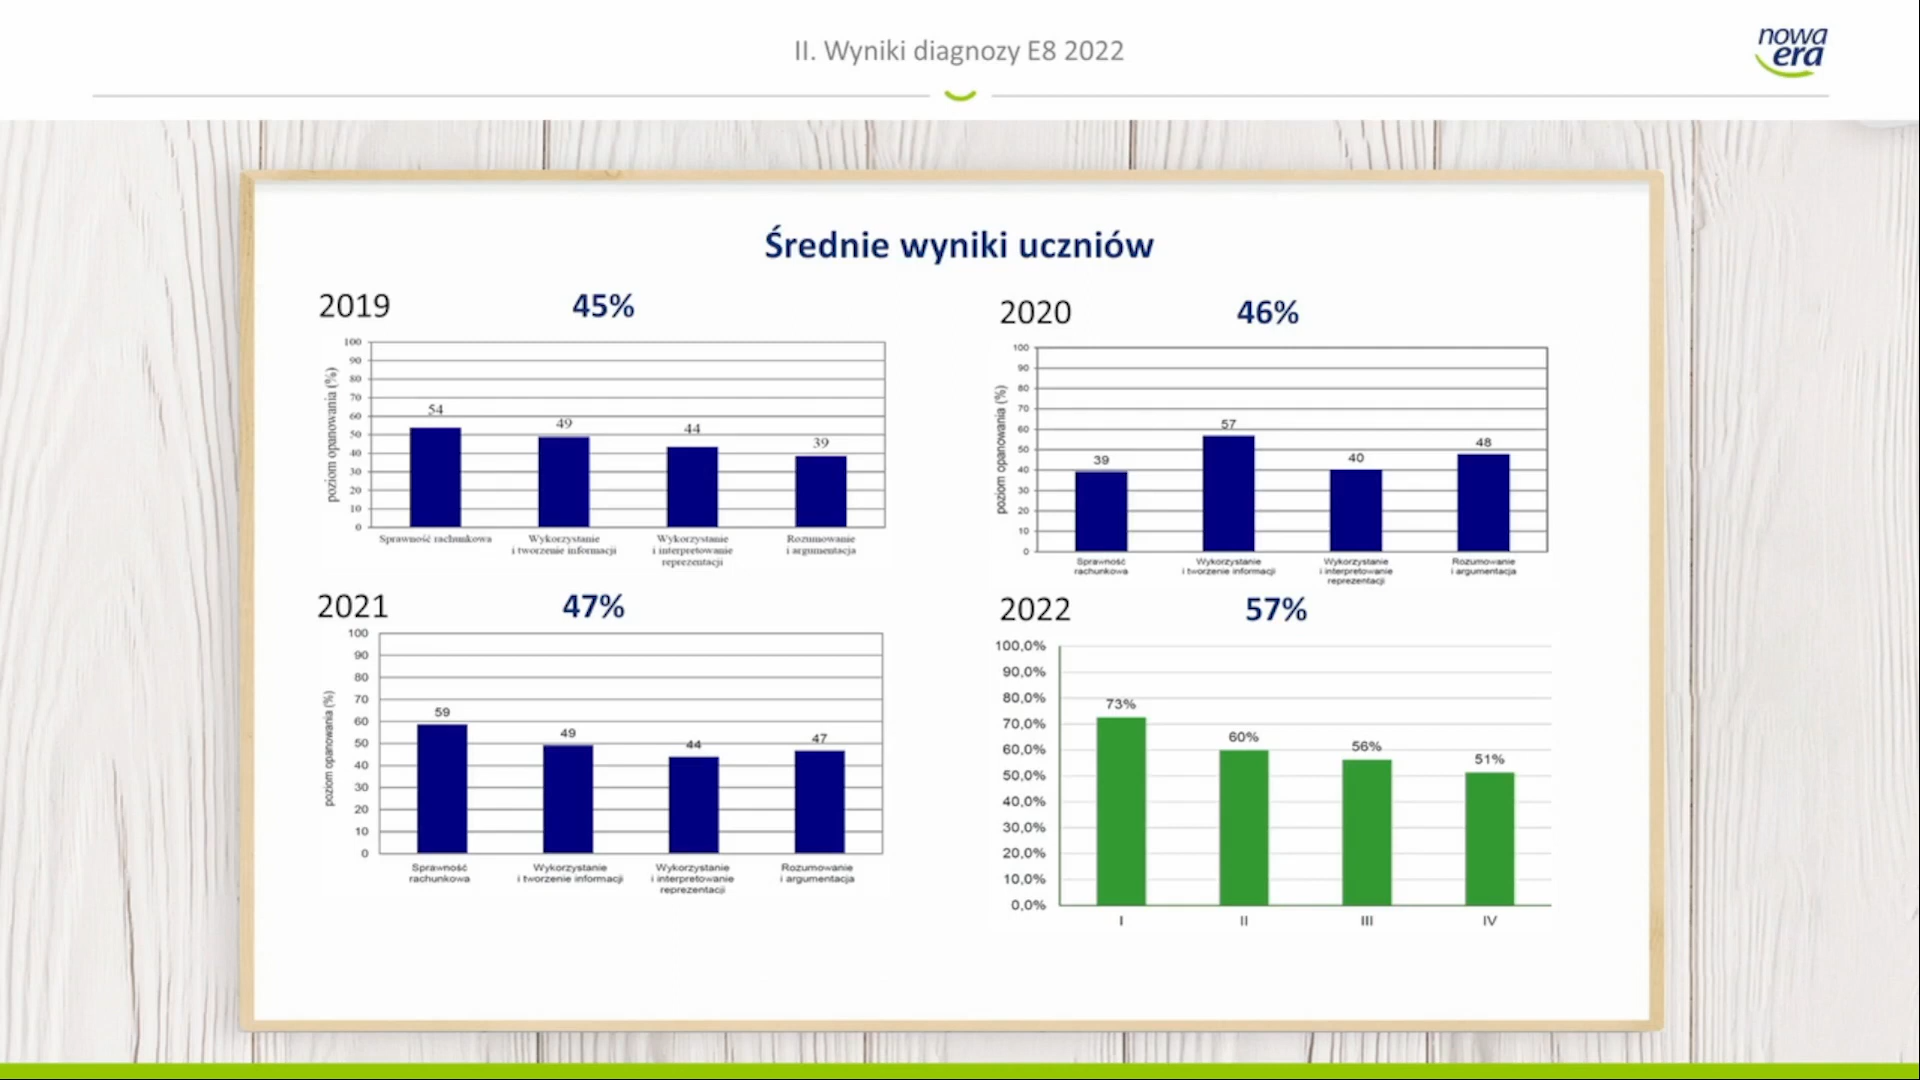 II. Wyniki diagnozy E8 2022
nowa
era
Średnie wyniki uczniów
2019
45%
100
90
80
70
60
50
40
30
20
10
0
poziom opanowania (%)
54
49
44
39
Sprawność rachunkowa
Wykorzystanie
i tworzenie informacji
Wykorzystanie
i interpretowanie
reprezentacji
Rozumowanie
i argumentacja
2020
46%
100
90
80
70
60
50
40
30
20
10
0
poziom opanowania (%)
39
57
40
48
Sprawność
rachunkowa
Wykorzystanie
i tworzenie informacji
Wykorzystanie
i interpretowanie
reprezentacji
Rozumowanie
i argumentacja
2021
47%
100
90
80
70
60
50
40
30
20
10
0
poziom opanowania (%)
59
49
44
47
Sprawność
rachunkowa
Wykorzystanie
i tworzenie informacji
Wykorzystanie
i interpretowanie
reprezentacji
Rozumowanie
i argumentacja
2022
57%
100,0%
90,0%
80,0%
70,0%
60,0%
50,0%
40,0%
30,0%
20,0%
10,0%
0,0%
73%
60%
56%
51%
I
II
III
IV